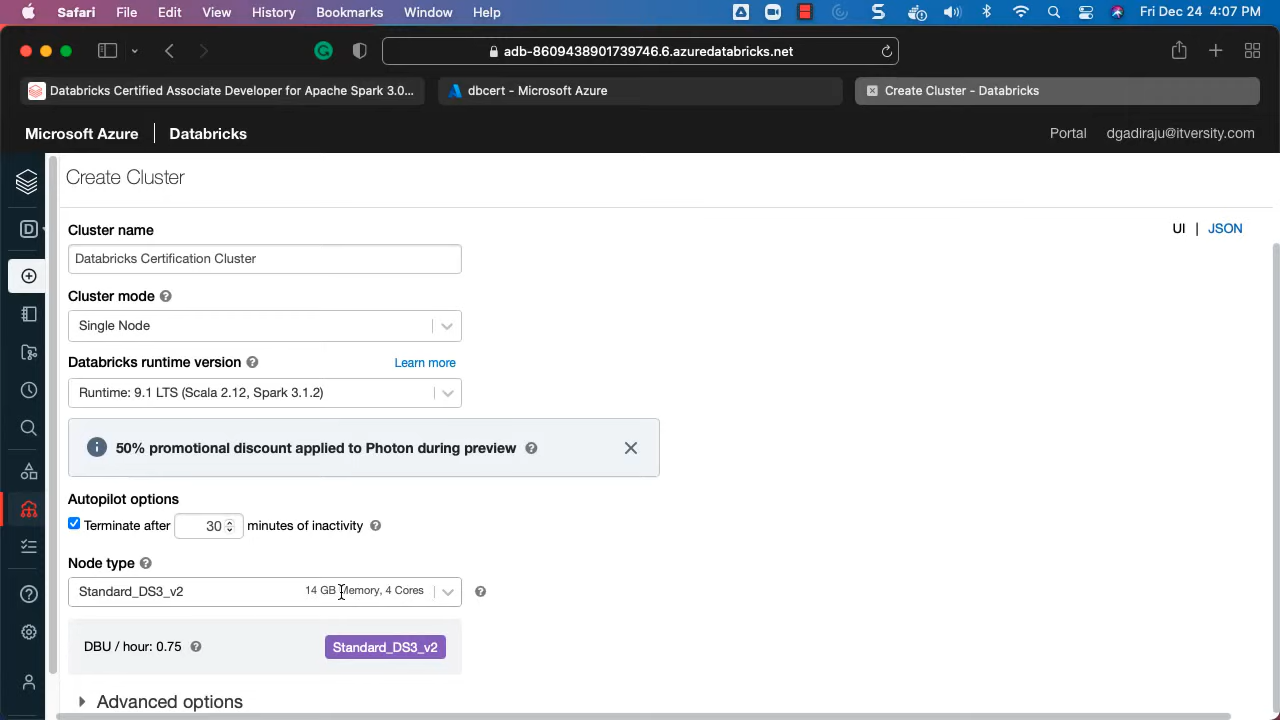 Safari File Edit View History Bookmarks Window Help Fri Dec 24 4:07 PM
adb-8609438901739746.6.azuredatabricks.net
Databricks Certified Associate Developer for Apache Spark 3.0... dbcert - Microsoft Azure Create Cluster - Databricks
Microsoft Azure Databricks Portal dgadiraju@itversity.com
Create Cluster
Cluster name
UI | JSON
Databricks Certification Cluster
Cluster mode
Single Node
Databricks runtime version Learn more
Runtime: 9.1 LTS (Scala 2.12, Spark 3.1.2)
50% promotional discount applied to Photon during preview
Autopilot options
Terminate after 30 minutes of inactivity
Node type
Standard_DS3_v2 14 GB Memory, 4 Cores
DBU / hour: 0.75 Standard_DS3_v2
Advanced options